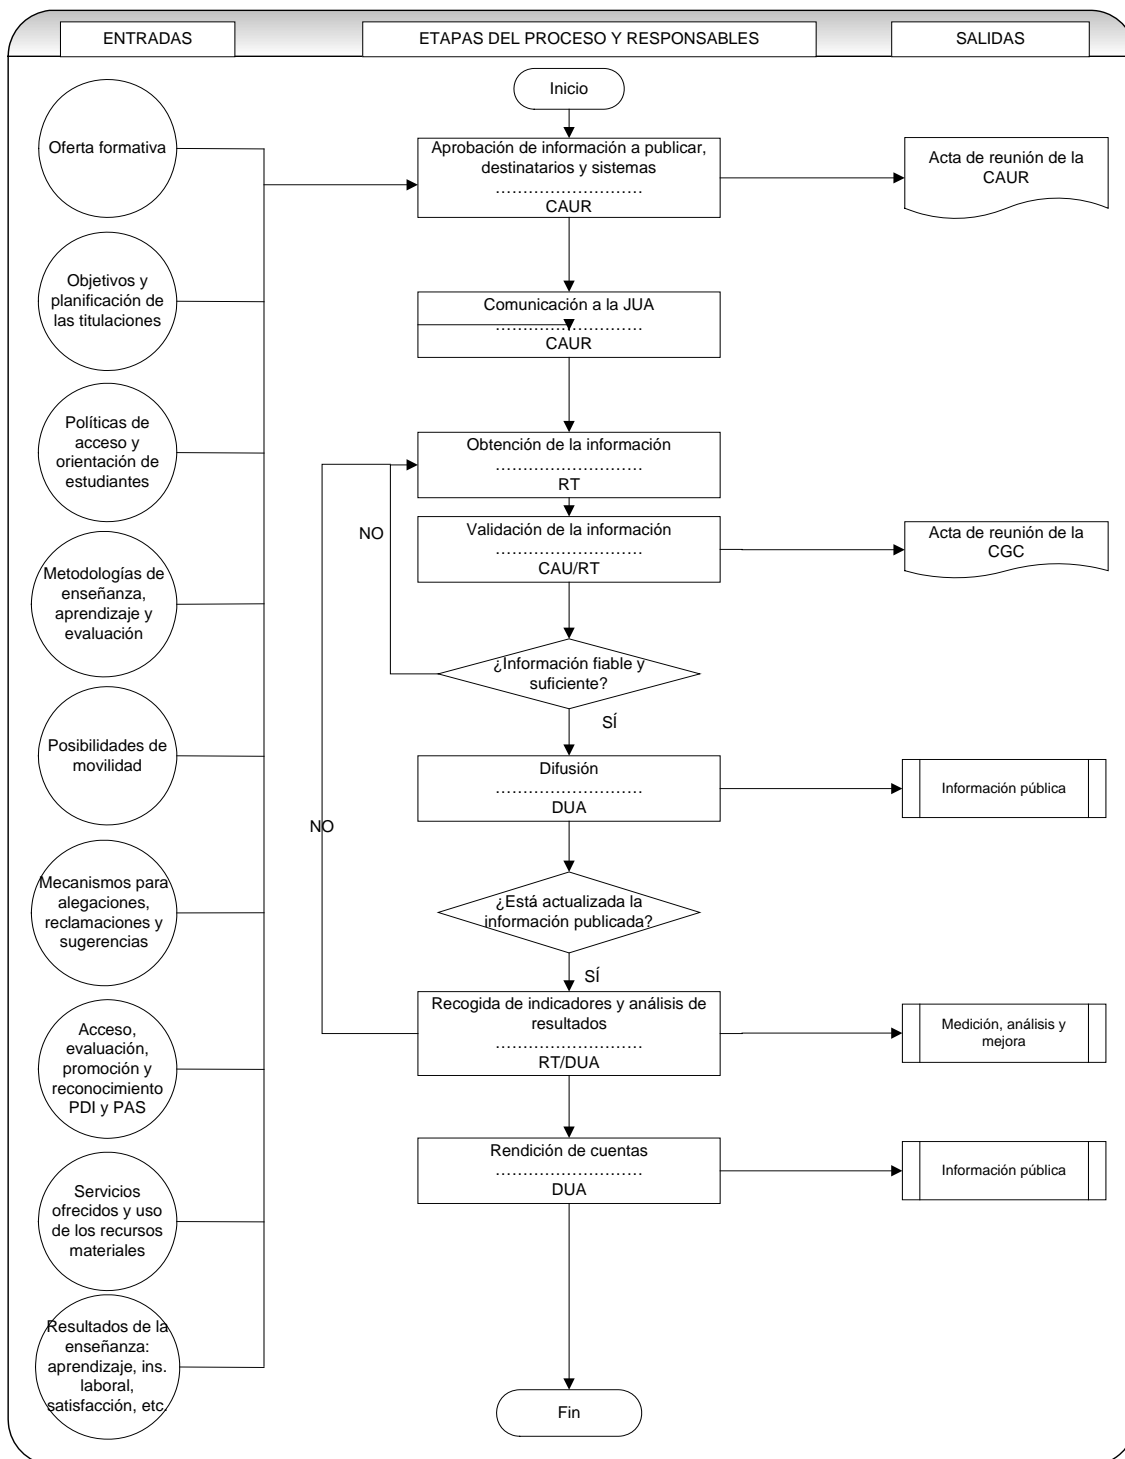 ENTRADAS
ETAPAS DEL PROCESO Y RESPONSABLES
SALIDAS
Oferta formativa
Objetivos y
planificación de
las titulaciones
Políticas de
acceso y
orientación de
estudiantes
Metodologías de
enseñanza,
aprendizaje y
evaluación
Posibilidades de
movilidad
Mecanismos para
alegaciones,
reclamaciones y
sugerencias
Acceso,
evaluación,
promoción y
reconocimiento
PDI y PAS
Servicios
ofrecidos y uso
de los recursos
materiales
Resultados de la
enseñanza:
aprendizaje, ins.
laboral,
satisfacción, etc.
Inicio
Aprobación de información a publicar,
destinatarios y sistemas
………………………
CAUR
Comunicación a la JUA
………………………
CAUR
Obtención de la información
………………………
RT
Validación de la información
………………………
CAU/RT
NO
¿Información fiable y
suficiente?
SÍ
Difusión
………………………
DUA
NO
¿Está actualizada la
información publicada?
SÍ
Recogida de indicadores y análisis de
resultados
………………………
RT/DUA
Rendición de cuentas
………………………
DUA
Fin
Acta de reunión de la
CAUR
Acta de reunión de la
CGC
Información pública
Medición, análisis y
mejora
Información pública